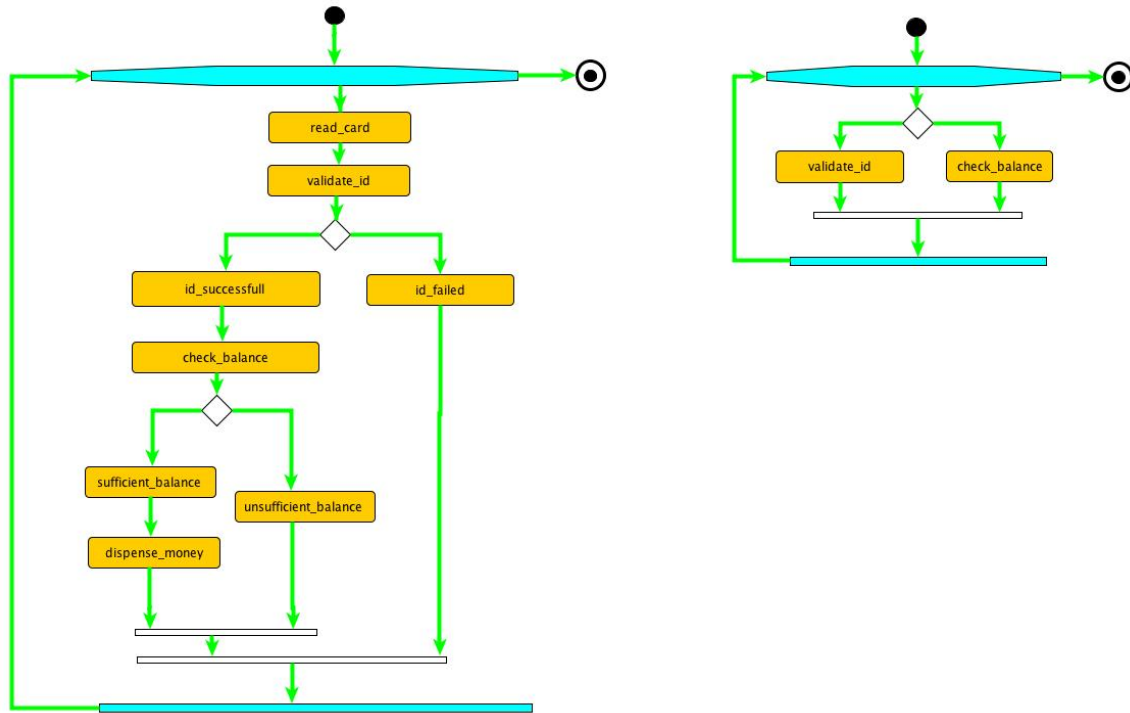 read_card
validate_id
id_successfull
id_failed
check_balance
sufficient_balance
unsufficient_balance
dispense_money
validate_id
check_balance